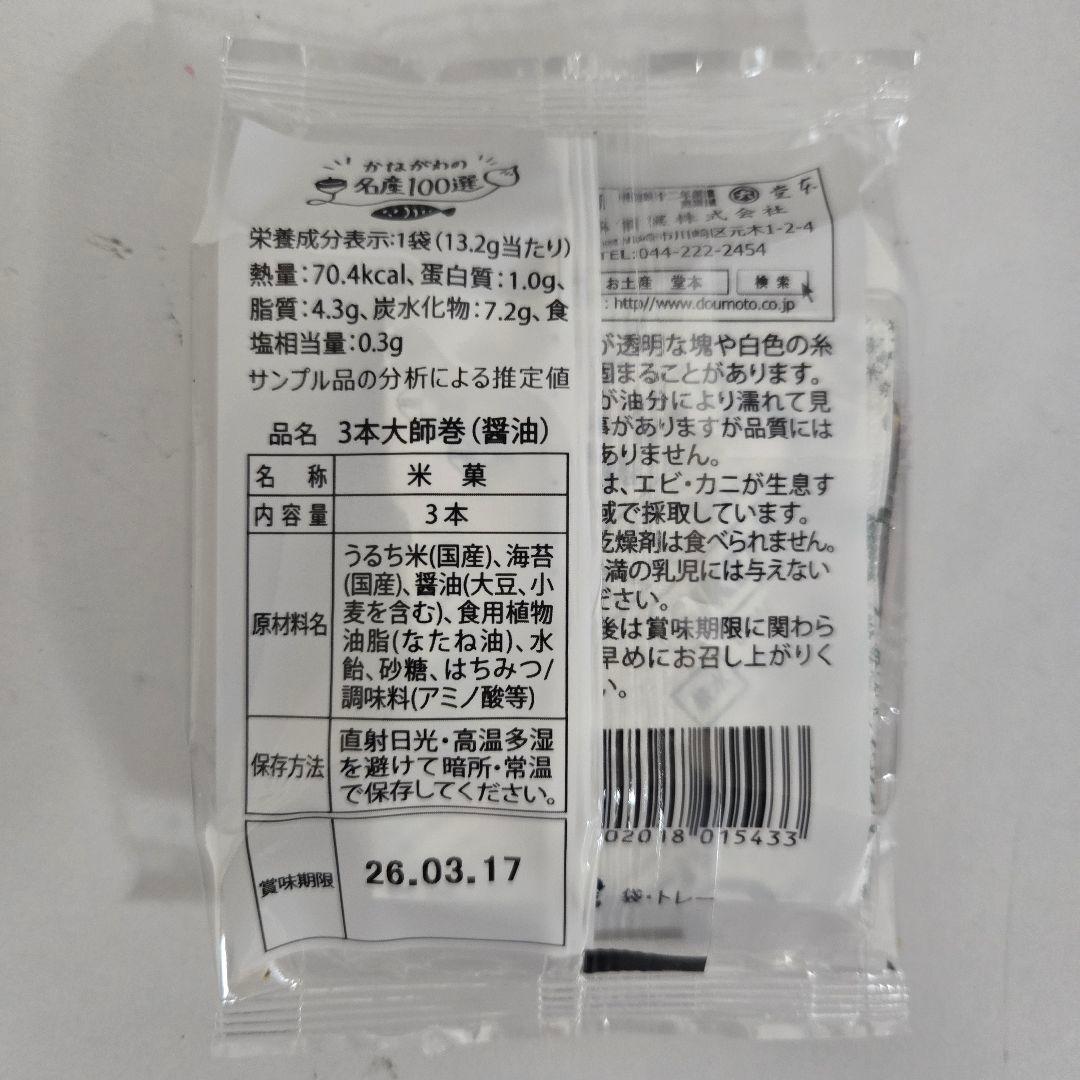 かながわの
名産100選
栄養成分表示:1袋(13.2g当たり)
熱量:70.4kcal、蛋白質:1.0g、
脂質:4.3g、炭水化物:7.2g、食
塩相当量:0.3g
サンプル品の分析による推定値
品名 3本大師巻(醤油)
名 称 米 菓
内容量 3本
原材料名
うるち米(国産)、海苔
(国産)、醤油(大豆、小
麦を含む)、食用植物
油脂(なたね油)、水
飴、砂糖、はちみつ/
調味料(アミノ酸等)
保存方法
直射日光・高温多湿
を避けて暗所・常温
で保存してください。
賞味期限 26.03.17
堂本
株式会社
市川崎区元木1-2-4
TEL:044-222-2454
お土産 堂本 検索
: http://www.doumoto.co.jp
が透明な塊や白色の糸
固まることがあります。
が油分により濡れて見
事がありますが品質には
ありません。
は、エビ・カニが生息す
域で採取しています。
乾燥剤は食べられません。
満の乳児には与えない
ださい。
後は賞味期限に関わら
早めにお召し上がりく
い。
02018 015433
袋・トレー